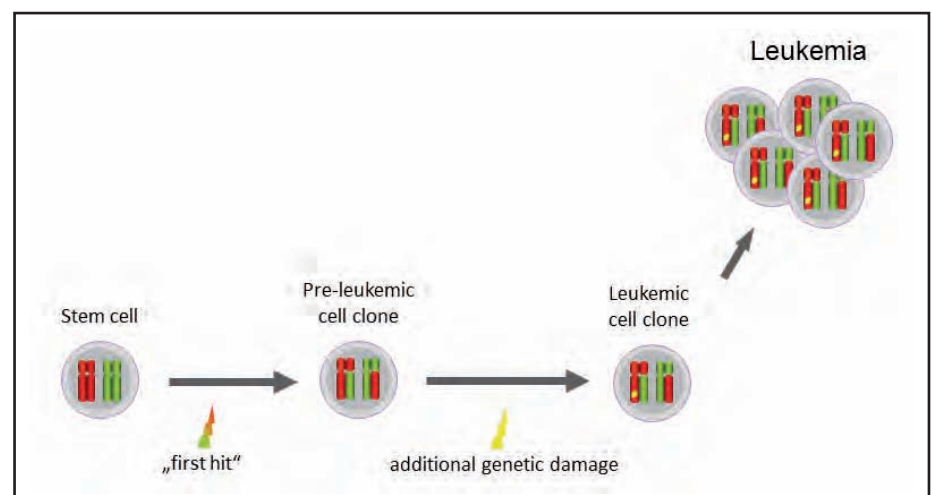 Leukemia
Pre-leukemic
cell clone
Leukemic
cell clone
Stem cell
„first hit“
additional genetic damage